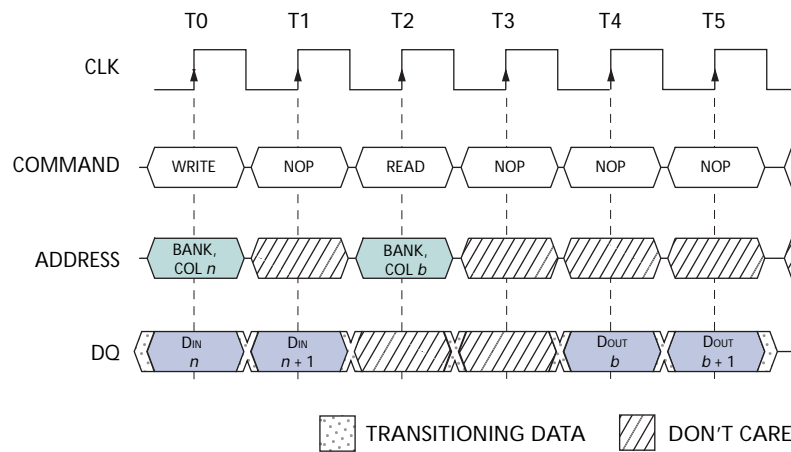 T0 T1 T2 T3 T4 T5
CLK
COMMAND WRITE NOP READ NOP NOP NOP
ADDRESS BANK, COL n BANK, COL b
DQ DIN n DIN n + 1 DOUT b DOUT b + 1
TRANSITIONING DATA DON'T CARE